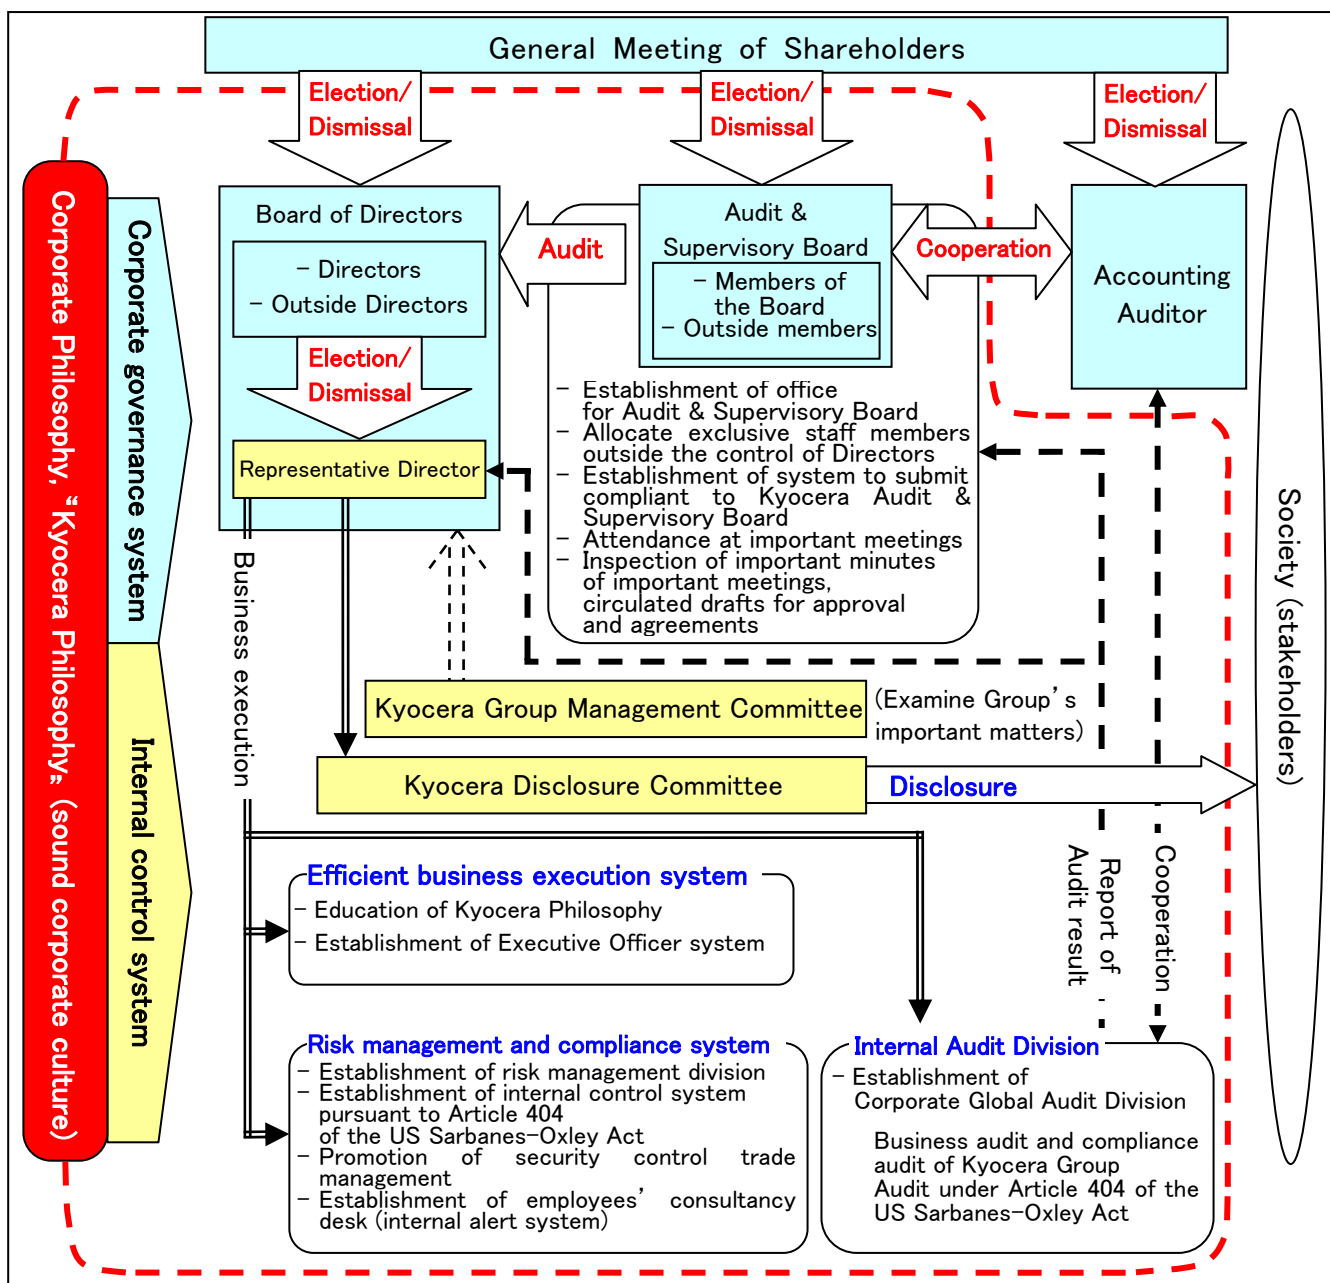 General Meeting of Shareholders
Election/
Dismissal
Election/
Dismissal
Election/
Dismissal
Corporate Philosophy, “Kyocera Philosophy” (sound corporate culture)
Corporate governance system
Internal control system
Board of Directors
- Directors
- Outside Directors
Election/
Dismissal
Representative Director
Audit
Audit &
Supervisory Board
- Members of
the Board
- Outside members
Cooperation
Accounting
Auditor
- Establishment of office
for Audit & Supervisory Board
- Allocate exclusive staff members
outside the control of Directors
- Establishment of system to submit
compliant to Kyocera Audit &
Supervisory Board
- Attendance at important meetings
- Inspection of important minutes
of important meetings,
circulated drafts for approval
and agreements
Society (stakeholders)
Business execution
Kyocera Group Management Committee
(Examine Group’s
important matters)
Kyocera Disclosure Committee
Disclosure
Report of
Audit result
Cooperation
Efficient business execution system
- Education of Kyocera Philosophy
- Establishment of Executive Officer system
Risk management and compliance system
- Establishment of risk management division
- Establishment of internal control system
pursuant to Article 404
of the US Sarbanes-Oxley Act
- Promotion of security control trade
management
- Establishment of employees’ consultancy
desk (internal alert system)
Internal Audit Division
- Establishment of
Corporate Global Audit Division
Business audit and compliance
audit of Kyocera Group
Audit under Article 404 of the
US Sarbanes-Oxley Act